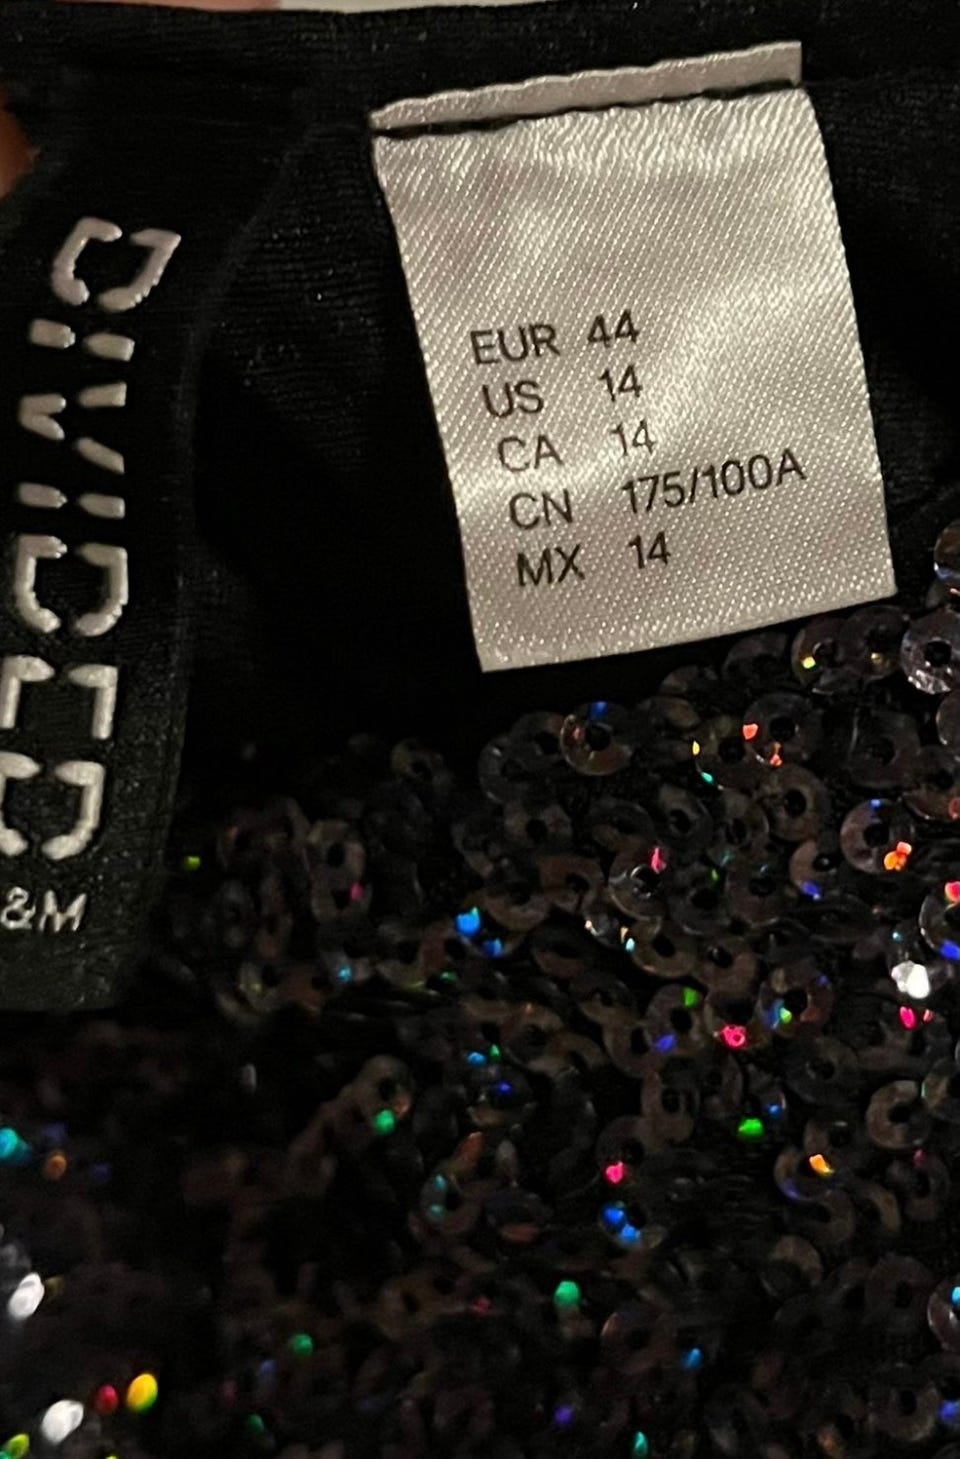 DIVIDED
&M
EUR 44
US 14
CA 14
CN 175/100A
MX 14